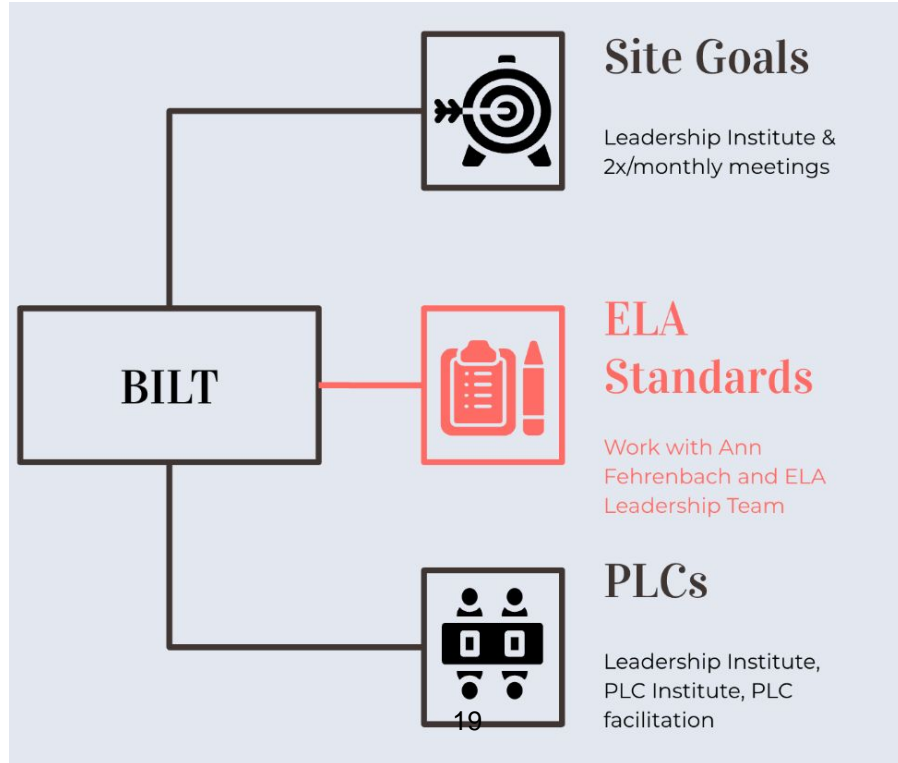 Site Goals
Leadership Institute &
2x/monthly meetings
BILT
ELA
Standards
Work with Ann
Fehrenbach and ELA
Leadership Team
PLCs
Leadership Institute,
PLC Institute, PLC
facilitation
19